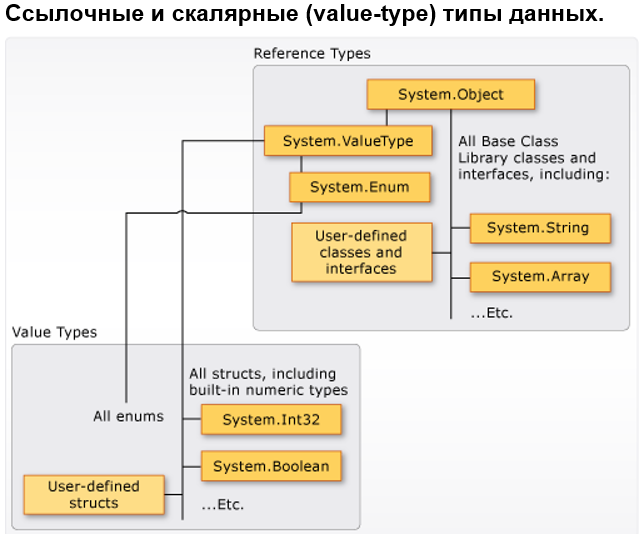 Ссылочные и скалярные (value-type) типы данных.
Reference Types
System.Object
System.ValueType
All Base Class
Library classes and
interfaces, including:
System.Enum
System.String
User-defined
classes and
interfaces
System.Array
...Etc.
Value Types
All structs, including
built-in numeric types
All enums
System.Int32
System.Boolean
User-defined
structs
...Etc.